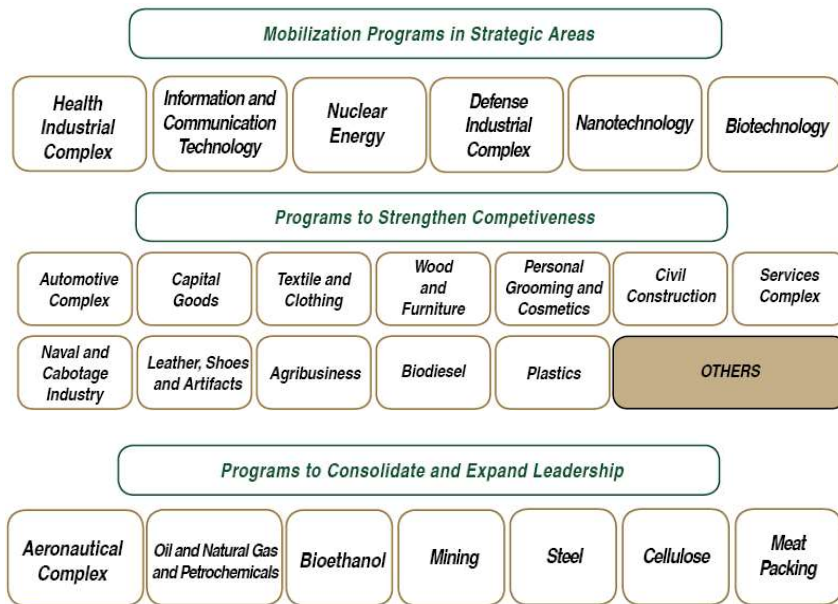 Mobilization Programs in Strategic Areas
Health
Industrial
Complex
Information and
Communication
Technology
Nuclear
Energy
Defense
Industrial
Complex
Nanotechnology
Biotechnology
Programs to Strengthen Competiveness
Automotive
Complex
Capital
Goods
Textile and
Clothing
Wood
and
Furniture
Personal
Grooming and
Cosmetics
Civil
Construction
Services
Complex
Naval and
Cabotage
Industry
Leather, Shoes
and Artifacts
Agribusiness
Biodiesel
Plastics
OTHERS
Programs to Consolidate and Expand Leadership
Aeronautical
Complex
Oil and Natural Gas
and Petrochemicals
Bioethanol
Mining
Steel
Cellulose
Meat
Packing